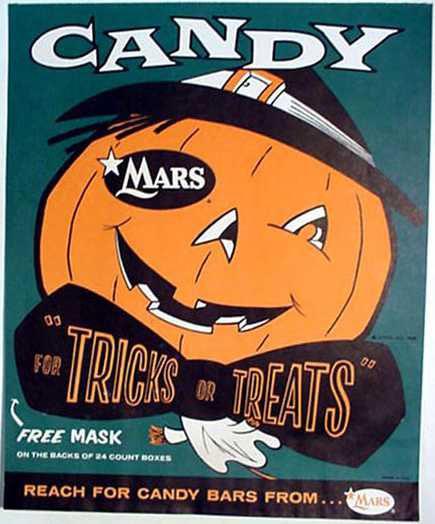 CANDY
MARS
"FOR TRICKS OR TREATS"
FREE MASK
ON THE BACKS OF 24 COUNT BOXES
REACH FOR CANDY BARS FROM... MARS